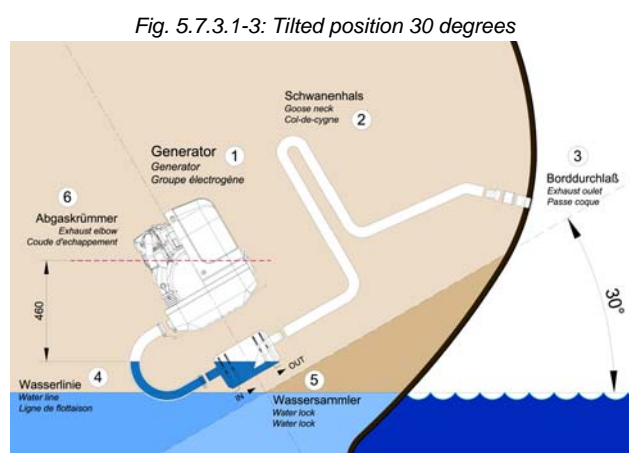 Fig. 5.7.3.1-3: Tilted position 30 degrees
Schwanenhals
Goose neck
Col-de-cygne
2
Generator
1
Generator
Groupe électrogène
3
Borddurchlaß
Exhaust oulet
Passe coque
6
Abgaskrümmer
Exhaust elbow
Coude d'echappement
460
30°
OUT
IN
Wasserlinie
4
Water line
Ligne de flottaison
5
Wassersammler
Water lock
Water lock